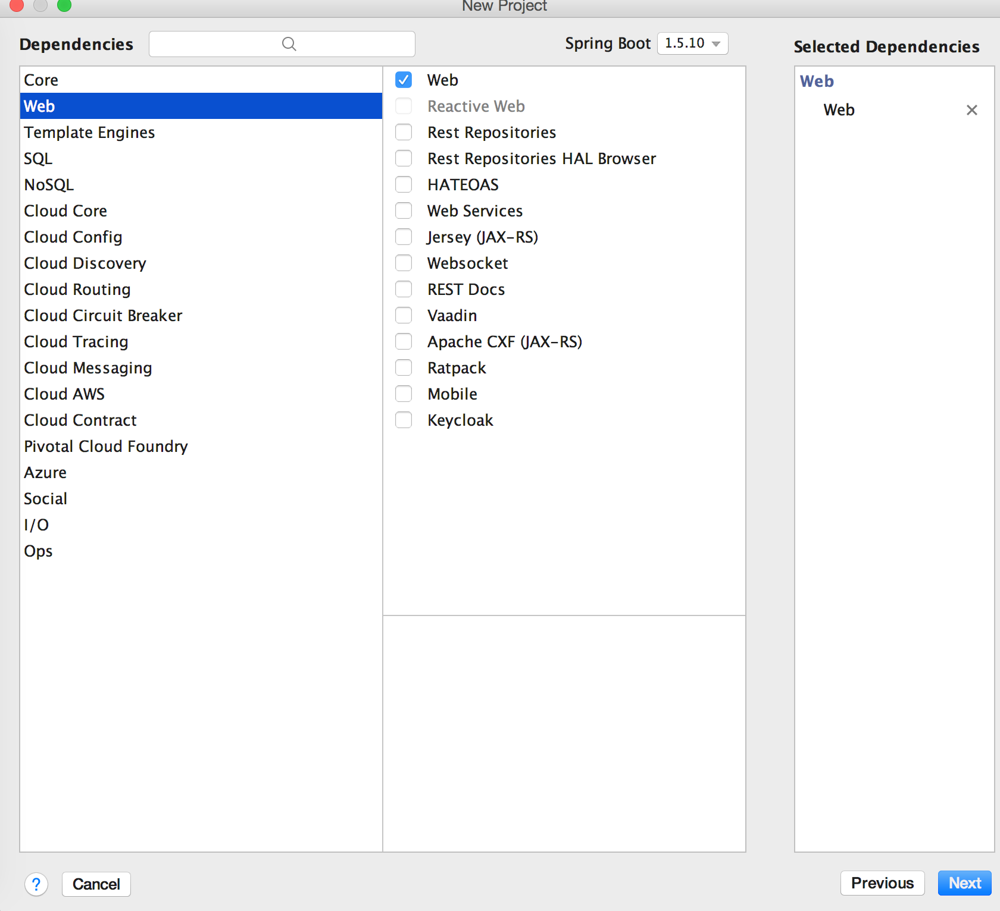 New Project
Dependencies
Spring Boot 1.5.10
Selected Dependencies
Core
Web
Template Engines
SQL
NoSQL
Cloud Core
Cloud Config
Cloud Discovery
Cloud Routing
Cloud Circuit Breaker
Cloud Tracing
Cloud Messaging
Cloud AWS
Cloud Contract
Pivotal Cloud Foundry
Azure
Social
I/O
Ops
Web
Reactive Web
Rest Repositories
Rest Repositories HAL Browser
HATEOAS
Web Services
Jersey (JAX-RS)
Websocket
REST Docs
Vaadin
Apache CXF (JAX-RS)
Ratpack
Mobile
Keycloak
Web
Web
?
Cancel
Previous
Next